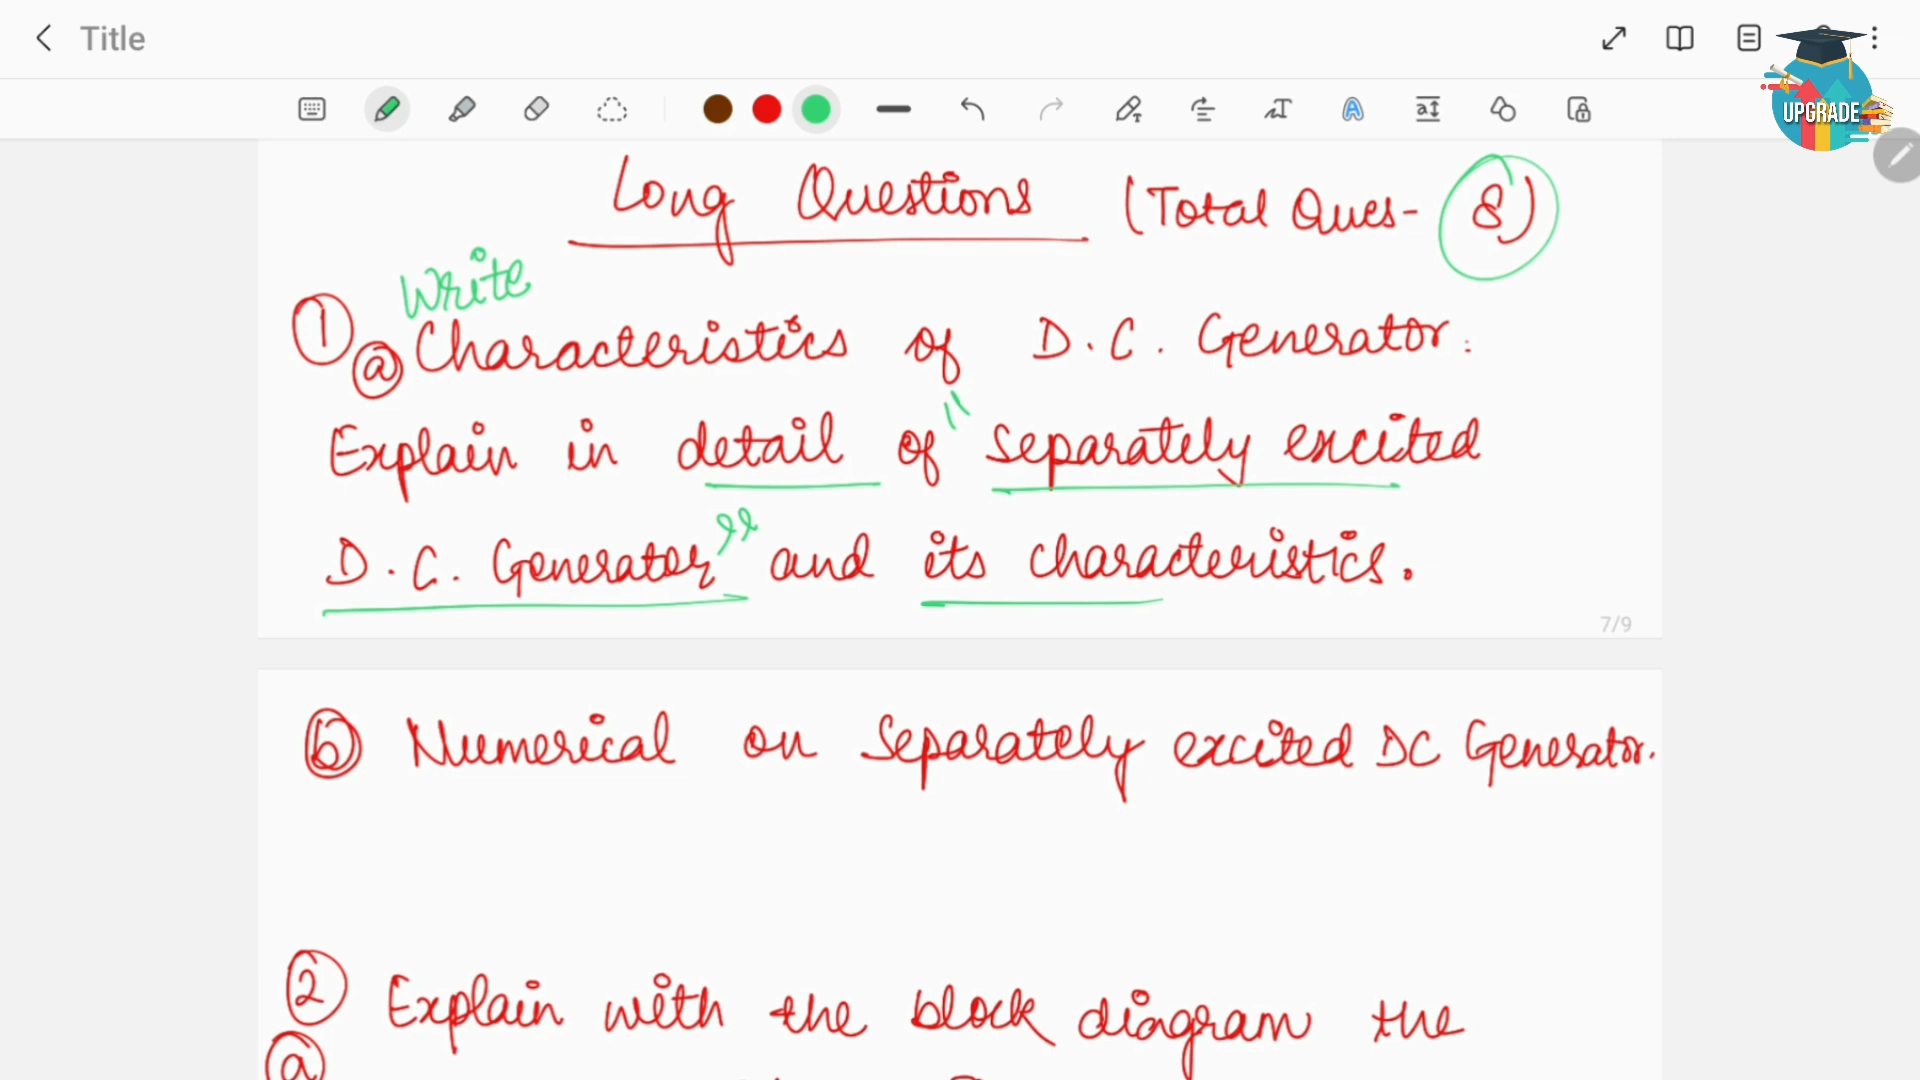 Title
UPGRADE
Long Questions (Total Ques- 8)
Write
① ⓐ Characteristics of D.C. Generator.
Explain in detail of "Separately excited
D.C. Generator" and its characteristics.
7/9
ⓑ Numerical on Separately excited DC Generator.
② Explain with the block diagram the
ⓐ